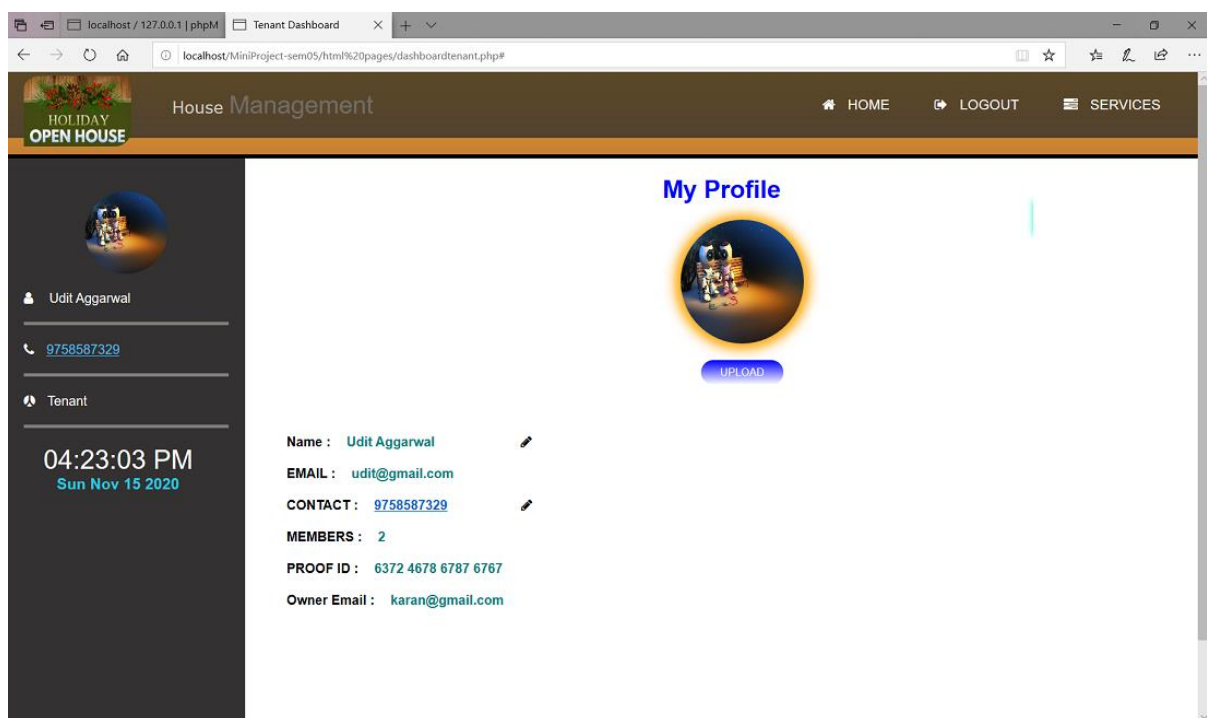 localhost / 127.0.0.1 | phpM
Tenant Dashboard
localhost/MiniProject-sem05/html%20pages/dashboardtenant.php#
HOLIDAY
OPEN HOUSE
House Management
HOME
LOGOUT
SERVICES
Udit Aggarwal
9758587329
Tenant
04:23:03 PM
Sun Nov 15 2020
My Profile
UPLOAD
Name : Udit Aggarwal
EMAIL : udit@gmail.com
CONTACT : 9758587329
MEMBERS : 2
PROOF ID : 6372 4678 6787 6767
Owner Email : karan@gmail.com